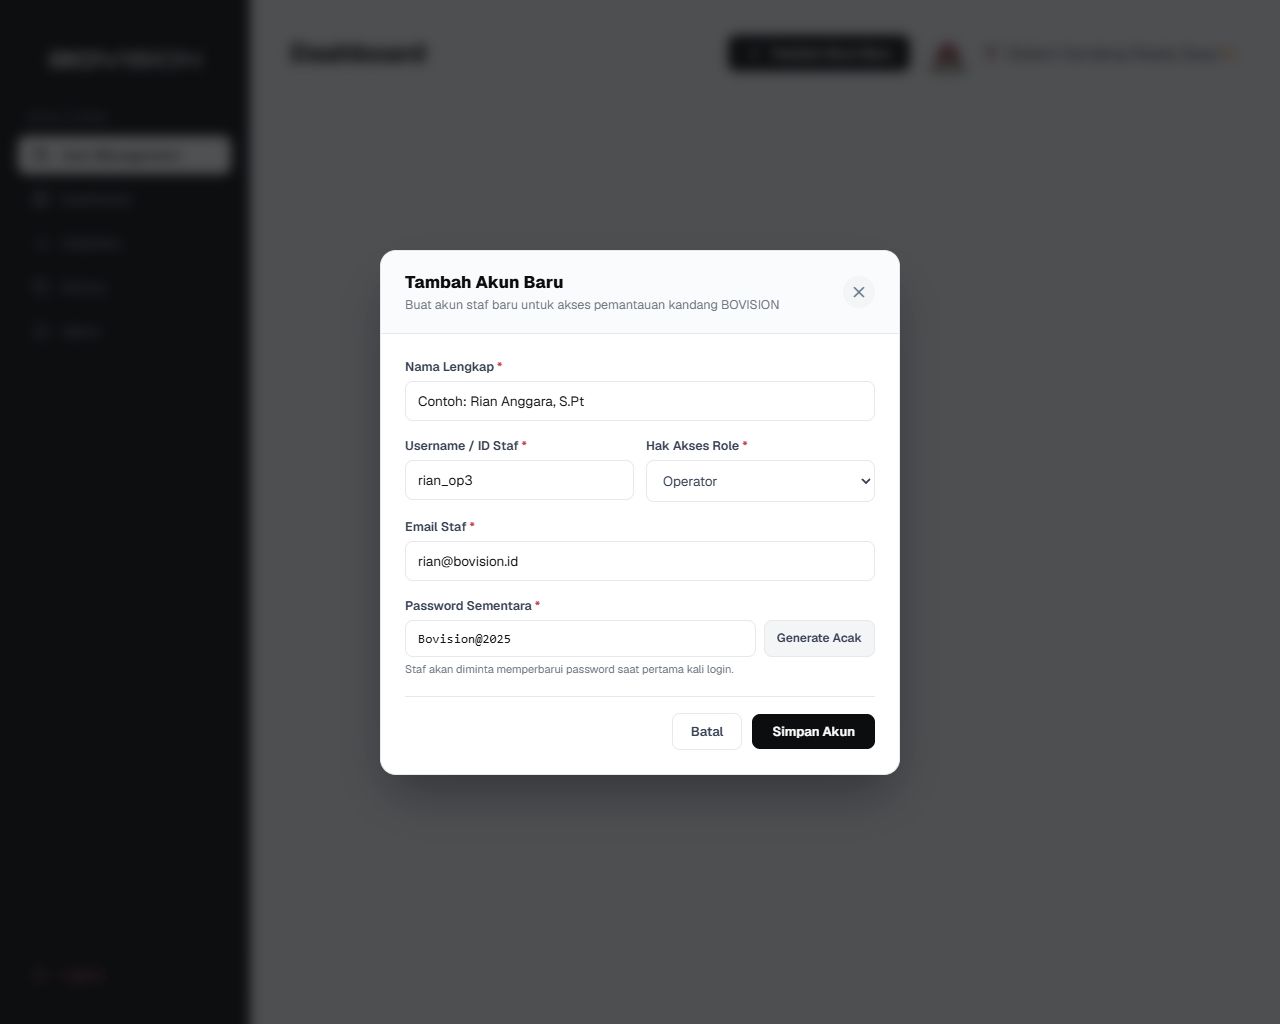 BOVISION
Dashboard
Tambah Akun Baru
Buat akun staf baru untuk akses pemantauan kandang BOVISION
Nama Lengkap *
Contoh: Rian Anggara, S.Pt
Username / ID Staf *
Hak Akses Role *
rian_op3
Operator
Email Staf *
rian@bovision.id
Password Sementara *
Bovision@2025
Generate Acak
Staf akan diminta memperbarui password saat pertama kali login.
Batal
Simpan Akun